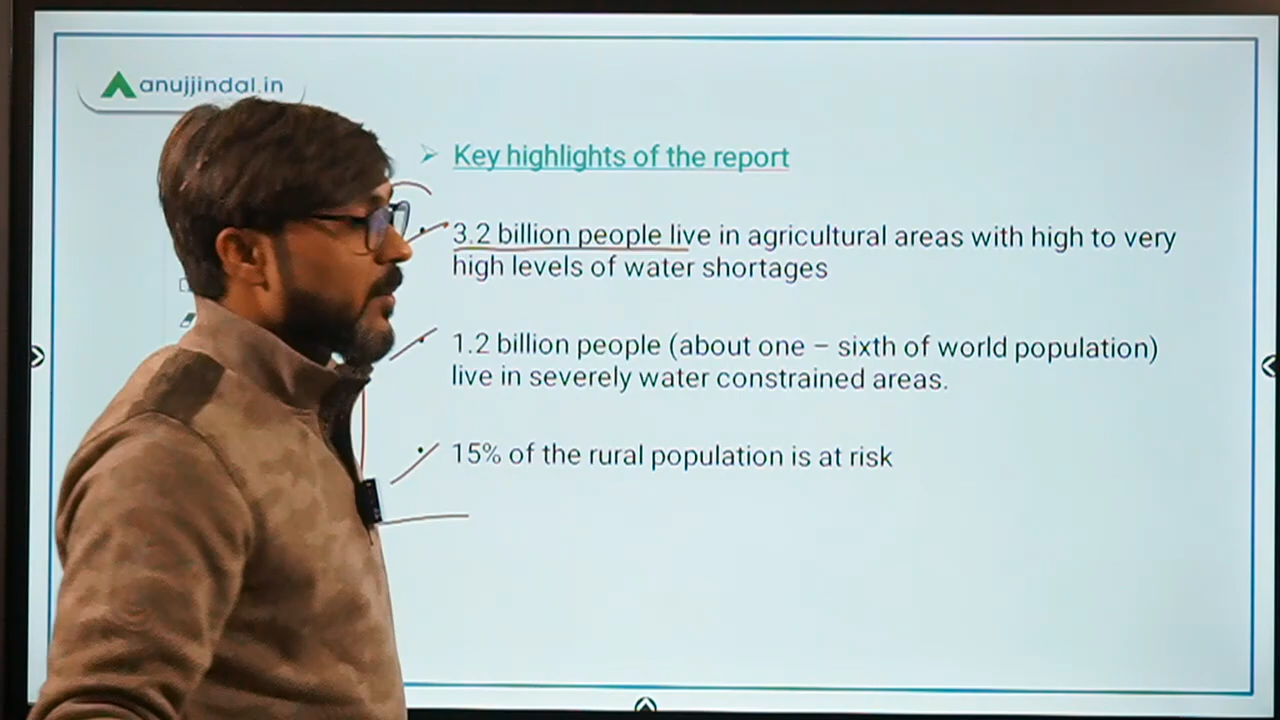 anujjindal.in
Key highlights of the report
3.2 billion people live in agricultural areas with high to very
high levels of water shortages
1.2 billion people (about one – sixth of world population)
live in severely water constrained areas.
15% of the rural population is at risk